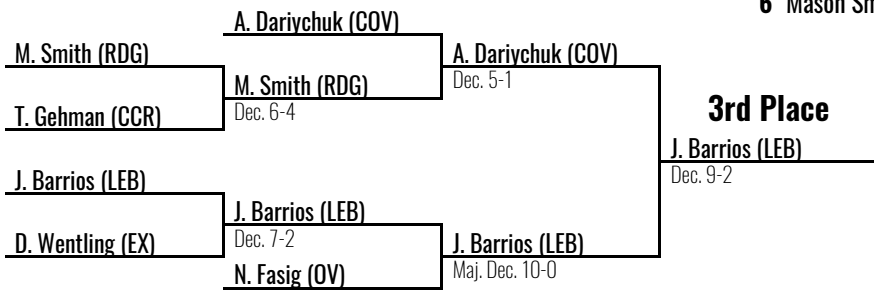 6 Mason
A. Dariychuk (COV)
M. Smith (RDG)
A. Dariychuk (COV)
Dec. 5-1
M. Smith (RDG)
Dec. 6-4
T. Gehman (CCR)
3rd Place
J. Barrios (LEB)
Dec. 9-2
J. Barrios (LEB)
J. Barrios (LEB)
Dec. 7-2
D. Wentling (EX)
J. Barrios (LEB)
Maj. Dec. 10-0
N. Fasig (OV)